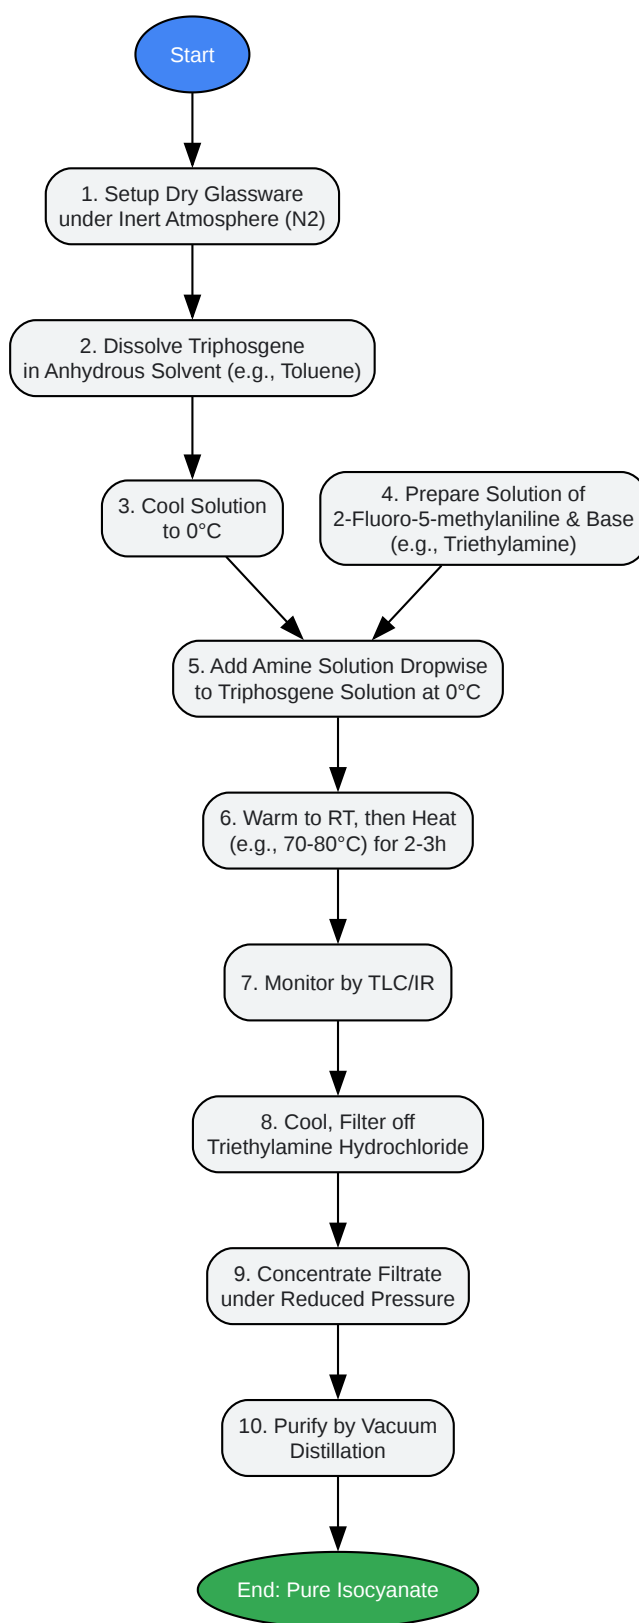 Start
1. Setup Dry Glassware
under Inert Atmosphere (N2)
2. Dissolve Triphosgene
in Anhydrous Solvent (e.g., Toluene)
3. Cool Solution
to 0°C
4. Prepare Solution of
2-Fluoro-5-methylaniline & Base
(e.g., Triethylamine)
5. Add Amine Solution Dropwise
to Triphosgene Solution at 0°C
6. Warm to RT, then Heat
(e.g., 70-80°C) for 2-3h
7. Monitor by TLC/IR
8. Cool, Filter off
Triethylamine Hydrochloride
9. Concentrate Filtrate
under Reduced Pressure
10. Purify by Vacuum
Distillation
End: Pure Isocyanate